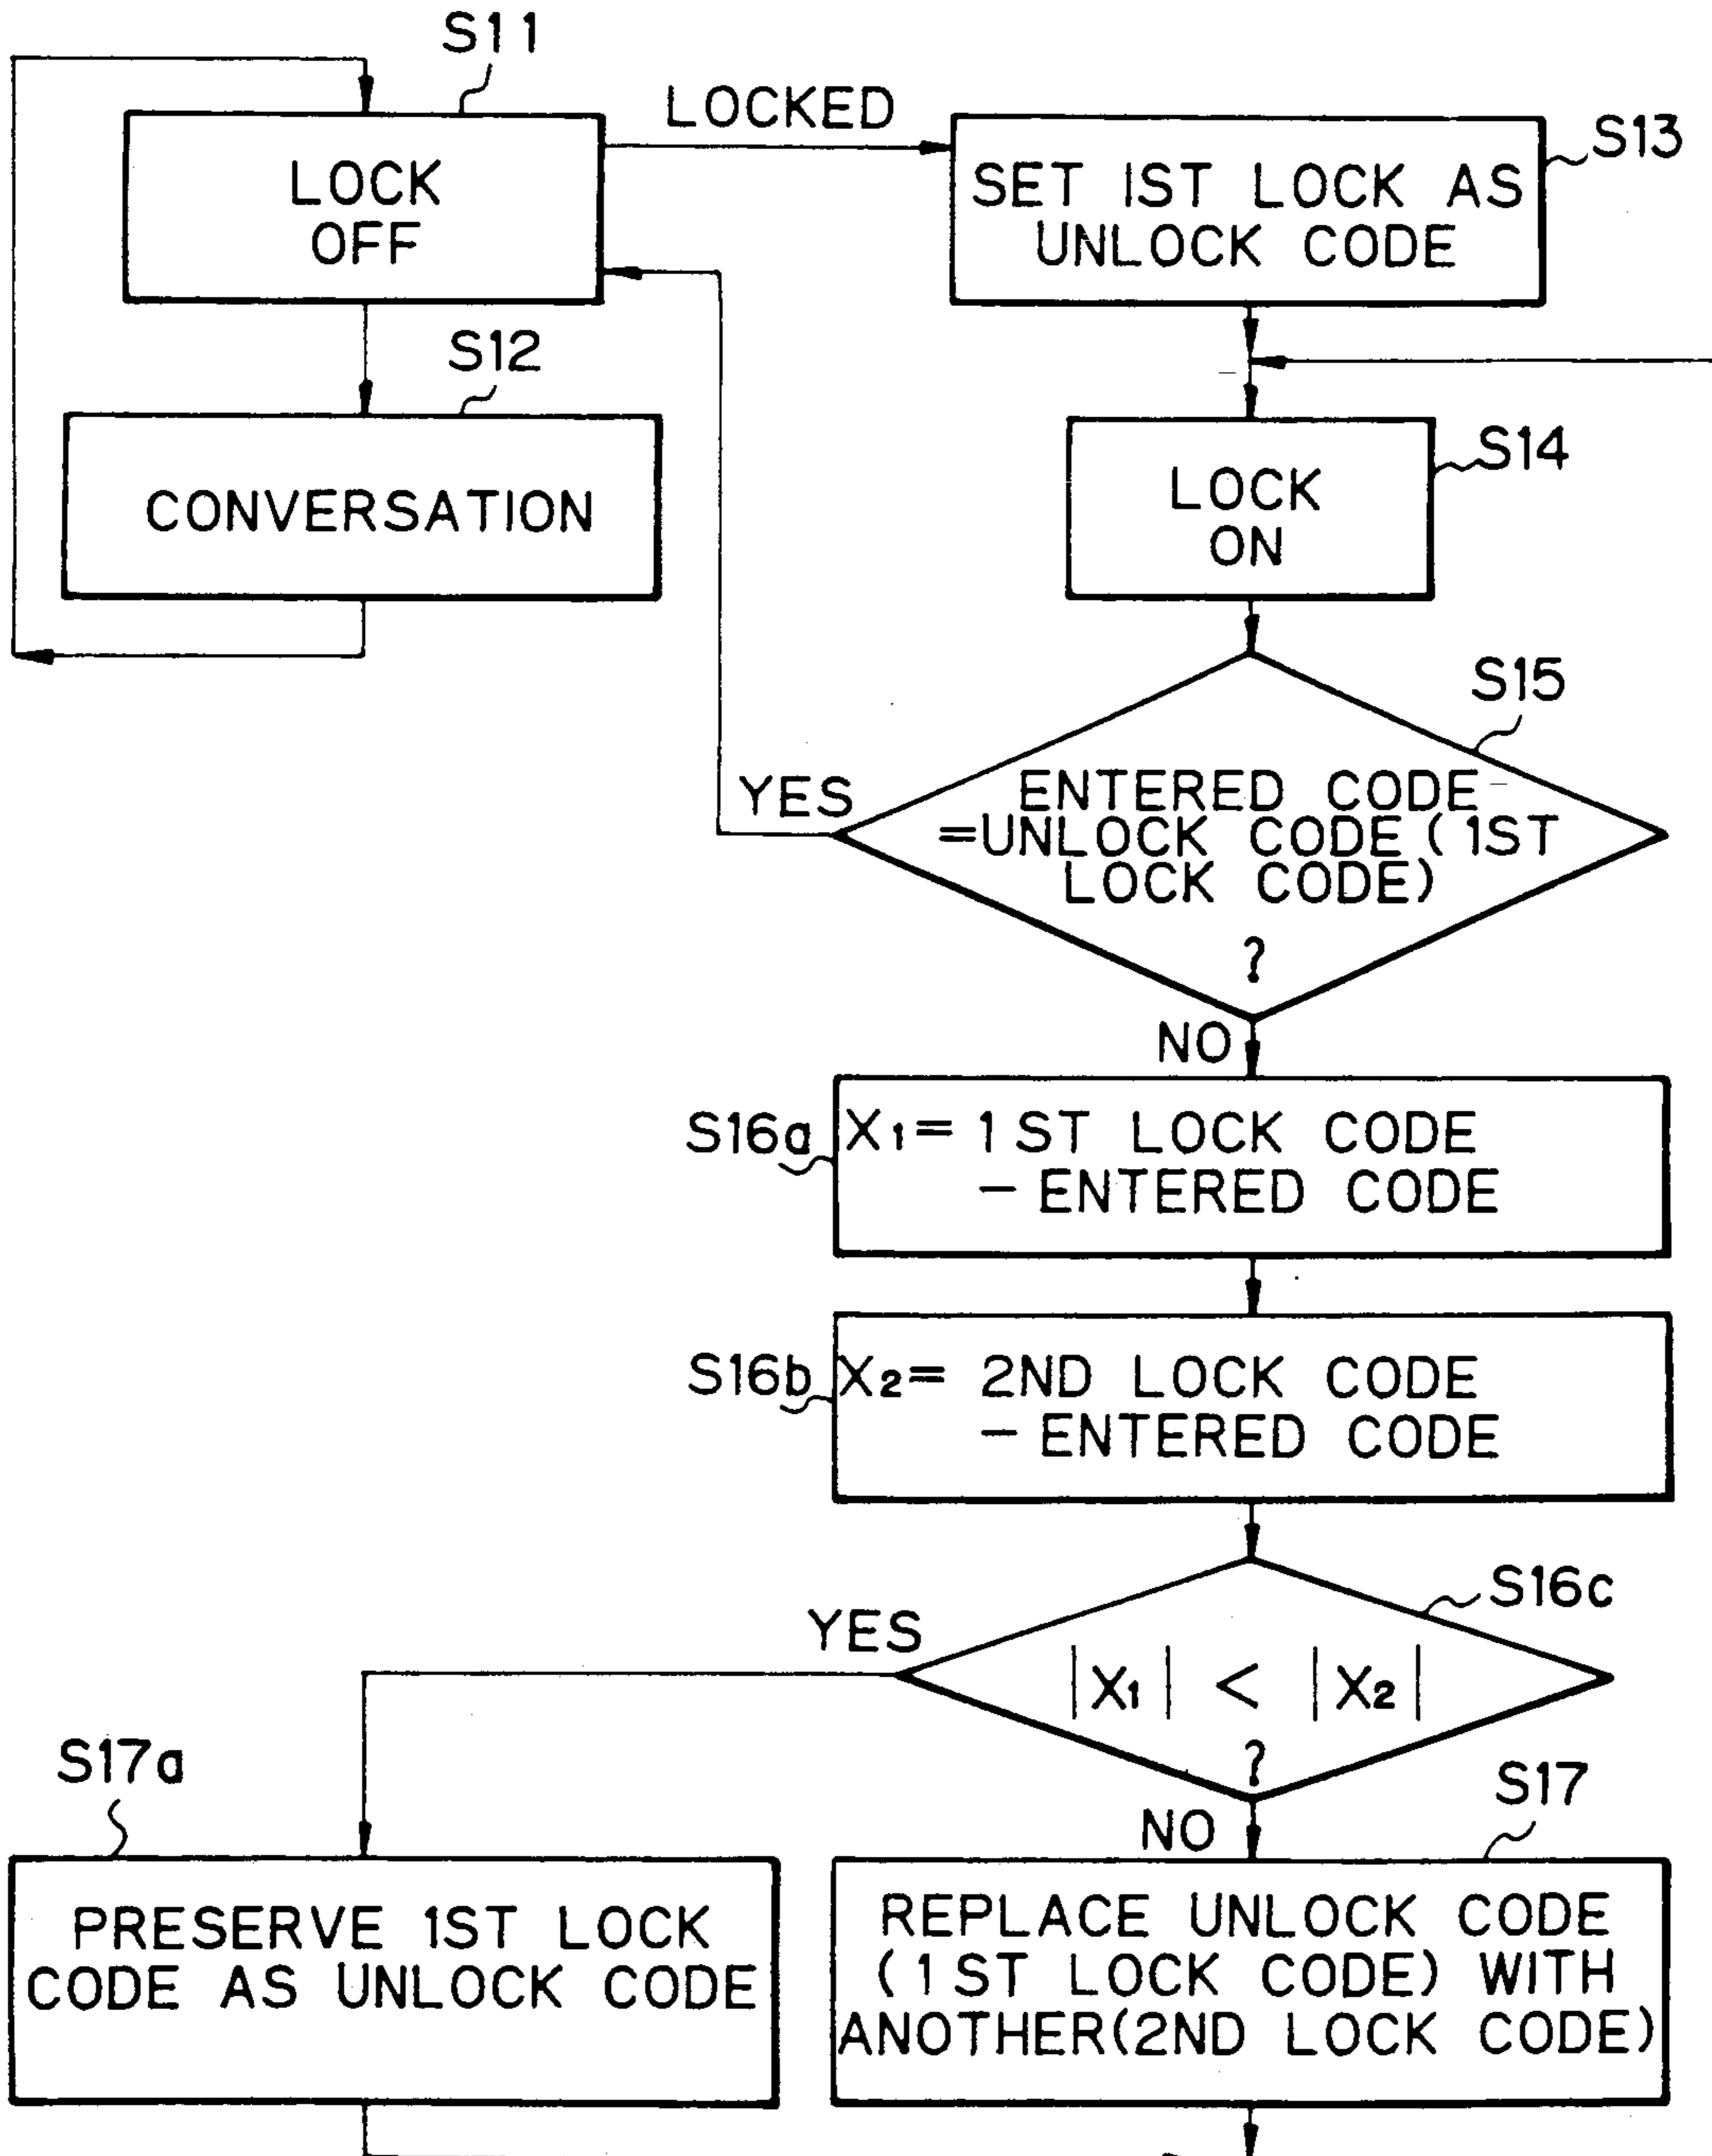 S11
LOCKED
LOCK
OFF
S13
SET 1ST LOCK AS
UNLOCK CODE
S12
CONVERSATION
S14
LOCK
ON
S15
YES
ENTERED CODE
=UNLOCK CODE (1ST
LOCK CODE)
?
NO
S16a
X1= 1ST LOCK CODE
- ENTERED CODE
S16b
X2= 2ND LOCK CODE
- ENTERED CODE
S16c
YES
|X1| < |X2|
?
NO
S17a
PRESERVE 1ST LOCK
CODE AS UNLOCK CODE
S17
REPLACE UNLOCK CODE
(1ST LOCK CODE) WITH
ANOTHER(2ND LOCK CODE)